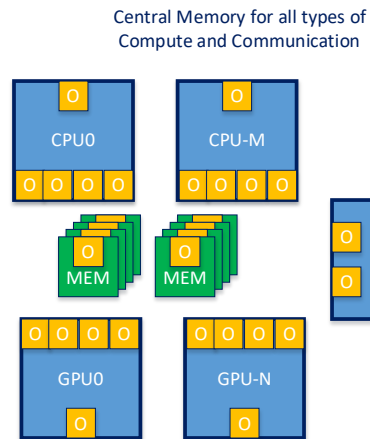 Central Memory for all types of
Compute and Communication
O
O
CPU0
CPU-M
O O O O
O O O O
O
O
O
MEM
MEM
O
O O O O
O O O O
GPU0
GPU-N
O
O